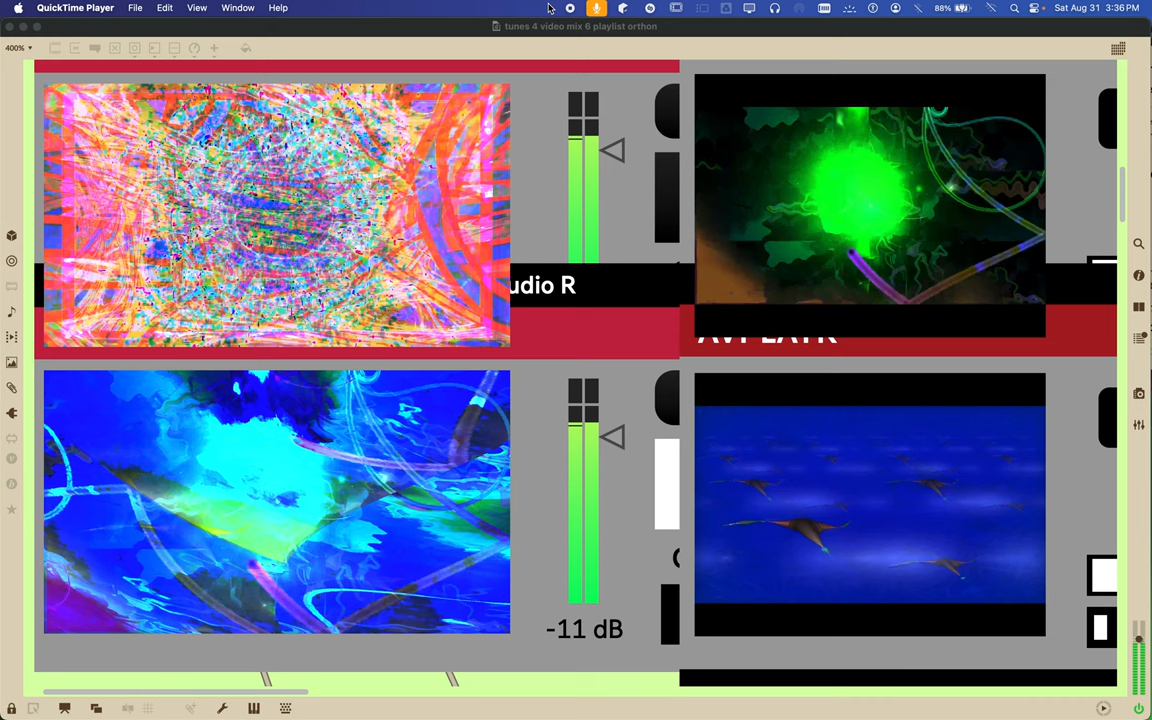 QuickTime Player File Edit View Window Help 88% Sat Aug 31 3:36 PM
tunes 4 video mix 6 playlist orthon
400%
udio R
-11 dB